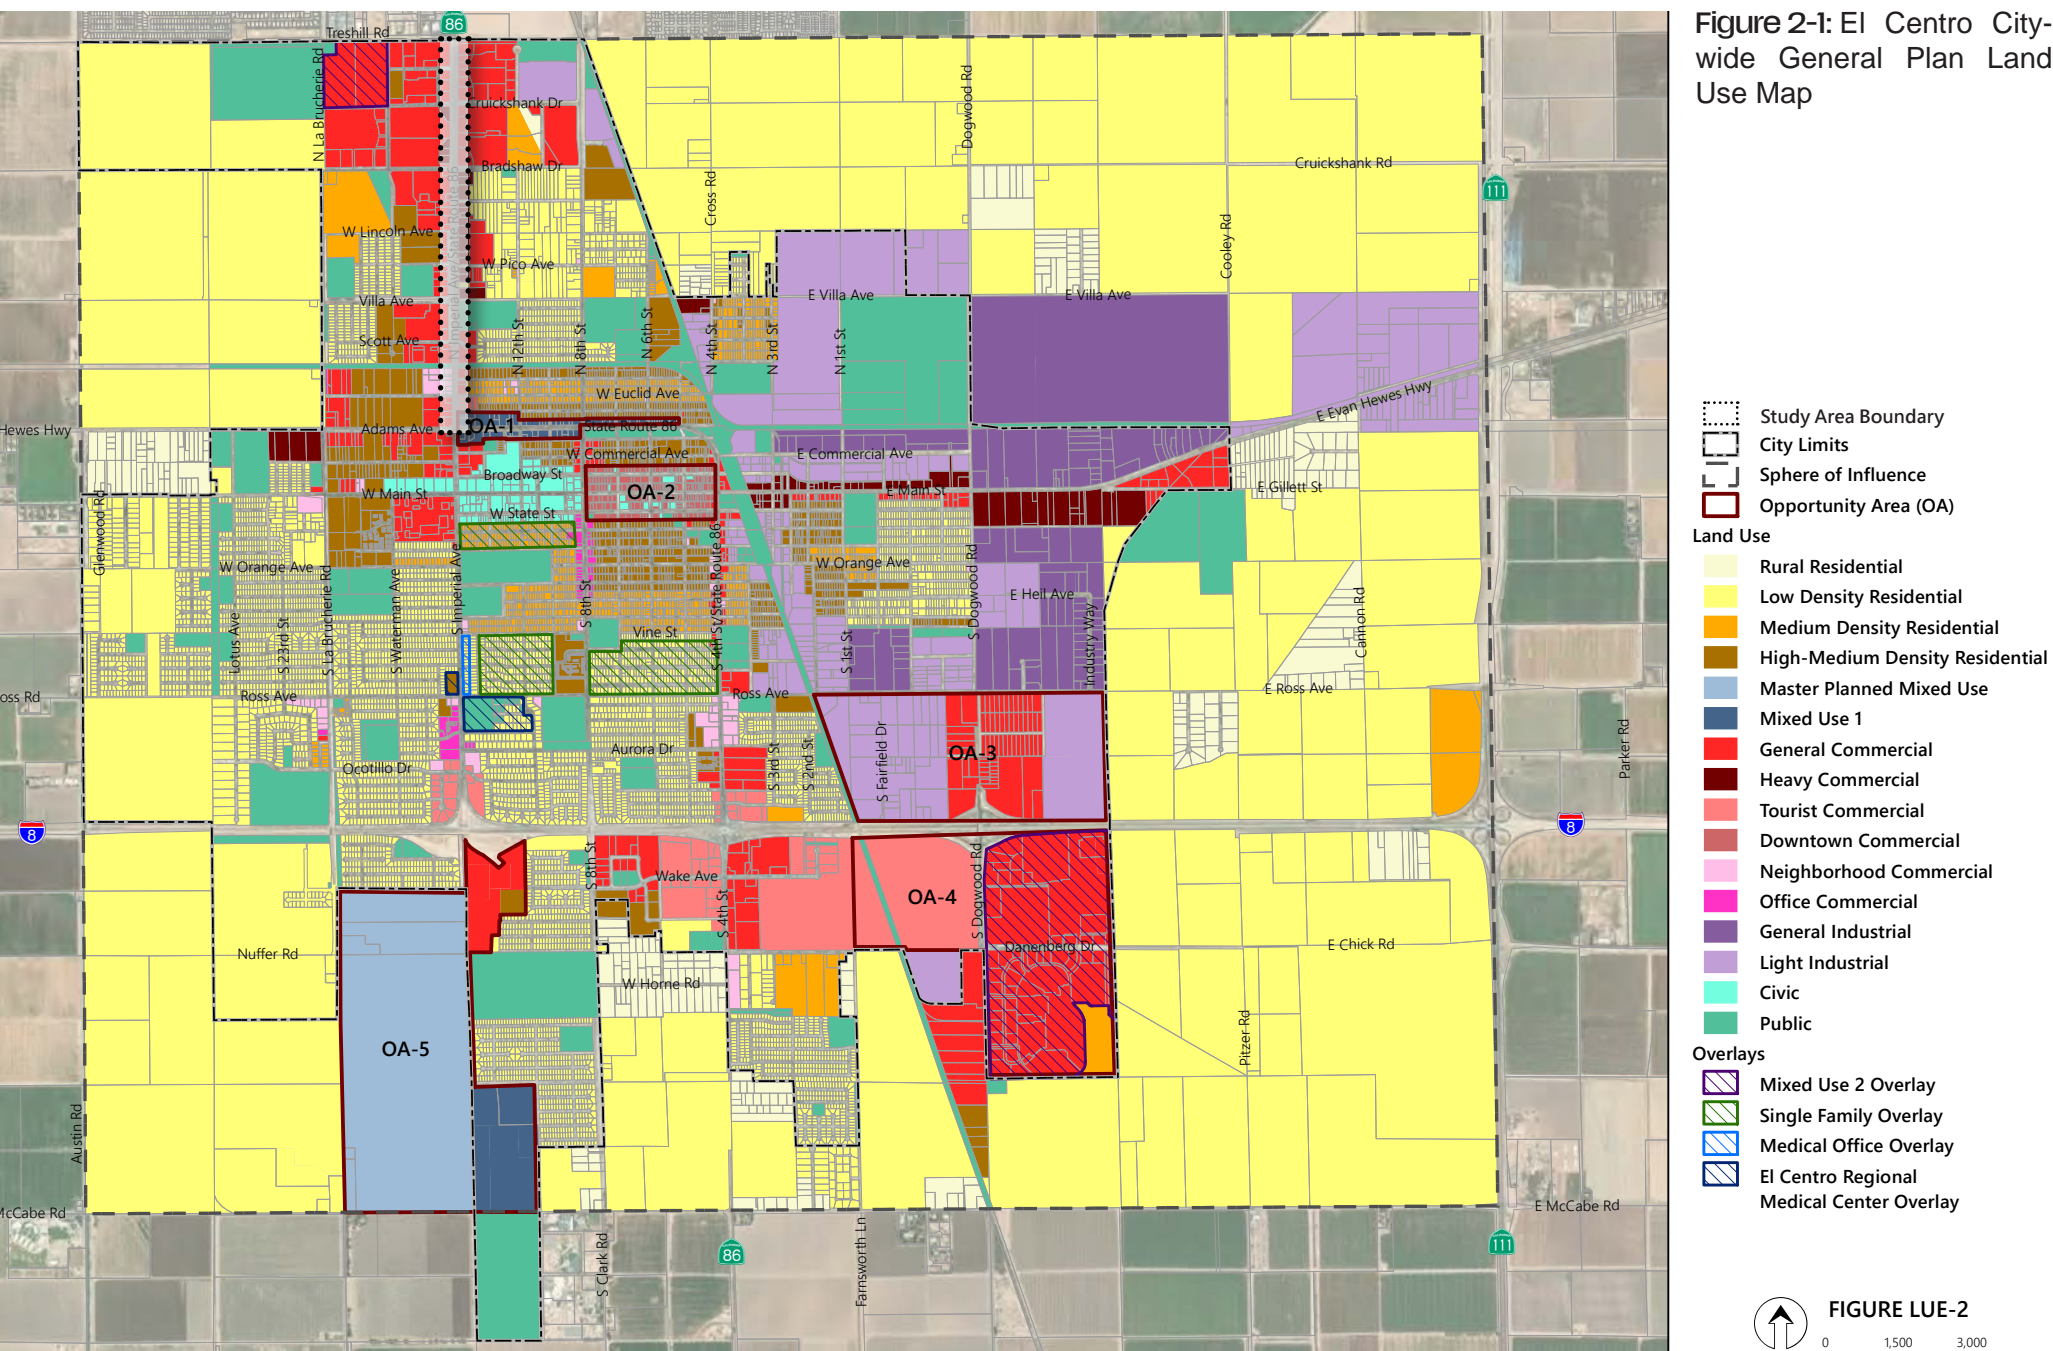 Figure 2-1: El Centro City-
wide General Plan Land
Use Map
86
Treshill Rd
N La Brucherie Rd
Cruickshank Dr
Bradshaw Dr
Dogwood Rd
Cruickshank Rd
111
Cross Rd
N Imperial Ave/State Route 86
W Lincoln Ave
W Pico Ave
Cooley Rd
Villa Ave
E Villa Ave
E Villa Ave
Scott Ave
N 12th St
N 8th St
N 6th St
N 4th St
N 3rd St
N 1st St
W Euclid Ave
E Evan Hewes Hwy
Hewes Hwy
Adams Ave
OA-1
State Route 86
W Commercial Ave
E Commercial Ave
Broadway St
W Main St
OA-2
E Main St
E Gillett St
Glenwood Rd
W State St
W Orange Ave
W Orange Ave
S Imperial Ave
S 8th St
S 4th St/State Route 86
S Dogwood Rd
E Heil Ave
Industry Way
Cannon Rd
Lotus Ave
S 23rd St
S La Brucherie Rd
S Waterman Ave
Vine St
S 1st St
oss Rd
Ross Ave
Ross Ave
E Ross Ave
Parker Rd
Aurora Dr
S 3rd St
S 2nd St
S Fairfield Dr
OA-3
Ocotillo Dr
8
8
S 8th St
Wake Ave
S 4th St
OA-4
S Dogwood Rd
Danenberg Dr
E Chick Rd
Nuffer Rd
W Horne Rd
OA-5
Pitzer Rd
Austin Rd
McCabe Rd
E McCabe Rd
S Clark Rd
86
Farnsworth Ln
111
Study Area Boundary
City Limits
Sphere of Influence
Opportunity Area (OA)
Land Use
Rural Residential
Low Density Residential
Medium Density Residential
High-Medium Density Residential
Master Planned Mixed Use
Mixed Use 1
General Commercial
Heavy Commercial
Tourist Commercial
Downtown Commercial
Neighborhood Commercial
Office Commercial
General Industrial
Light Industrial
Civic
Public
Overlays
Mixed Use 2 Overlay
Single Family Overlay
Medical Office Overlay
El Centro Regional
Medical Center Overlay
FIGURE LUE-2
0 1,500 3,000